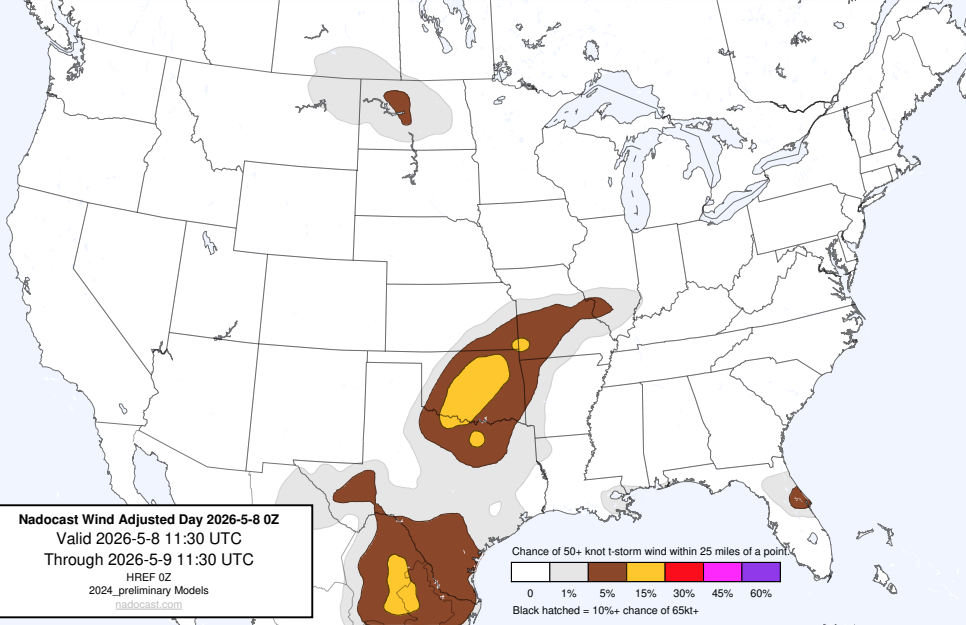 Nadocast Wind Adjusted Day 2026-5-8 0Z
Valid 2026-5-8 11:30 UTC
Through 2026-5-9 11:30 UTC
HREF 0Z
2024_preliminary Models
nadocast.com
Chance of 50+ knot t-storm wind within 25 miles of a point.
0 1% 5% 15% 30% 45% 60%
Black hatched = 10%+ chance of 65kt+